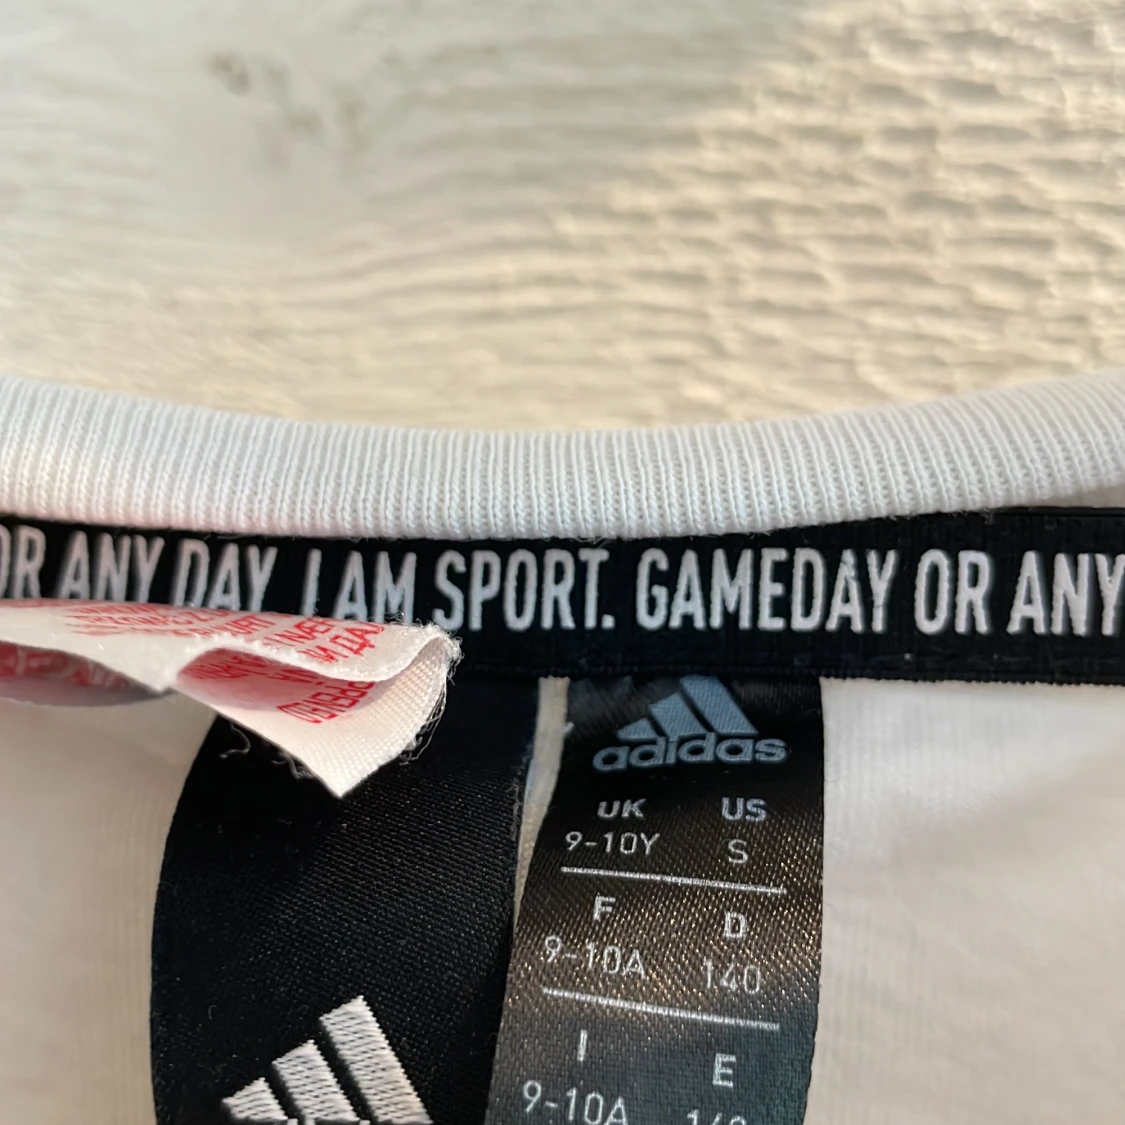 OR ANY DAY I AM SPORT. GAMEDAY OR ANY
adidas
UK US
9-10Y S
F D
9-10A 140
I E
9-10A